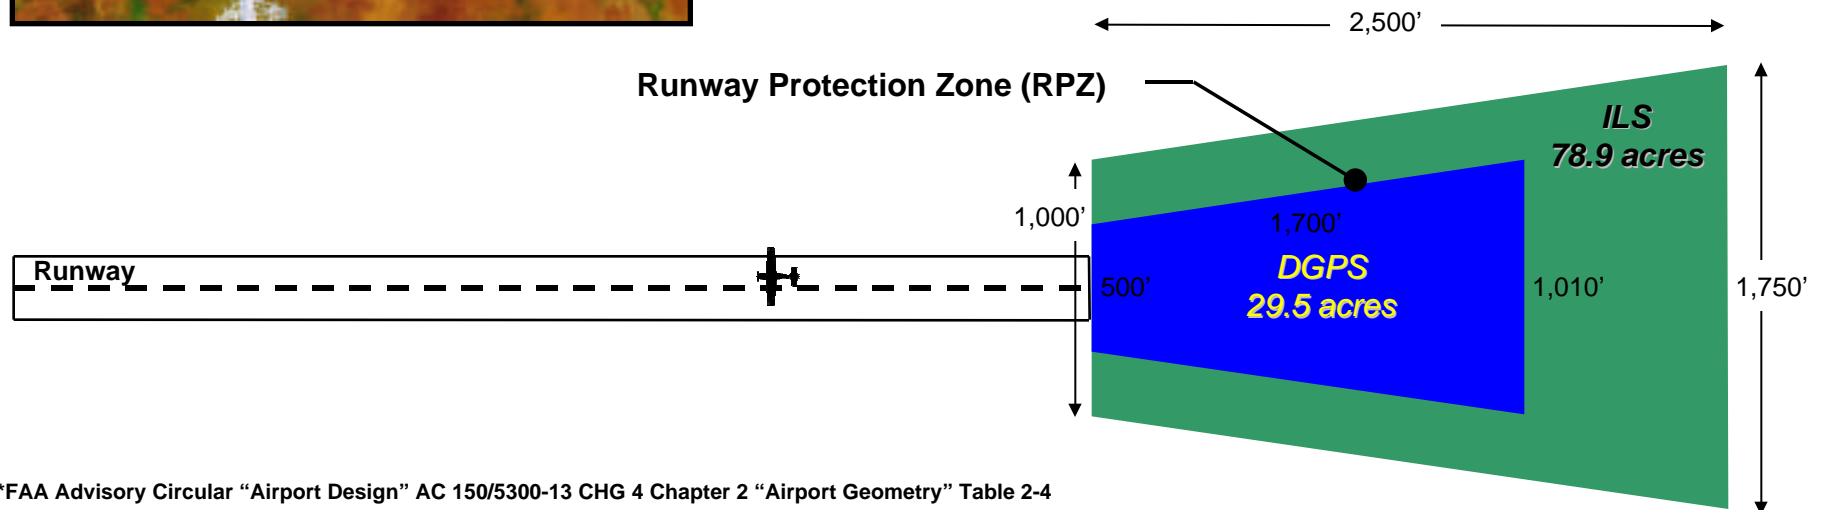 2,500’
Runway Protection Zone (RPZ)
ILS
78.9 acres
1,000’
1,700’
Runway
DGPS
500’
29.5 acres
1,010’
1,750’
*FAA Advisory Circular “Airport Design” AC 150/5300-13 CHG 4 Chapter 2 “Airport Geometry” Table 2-4